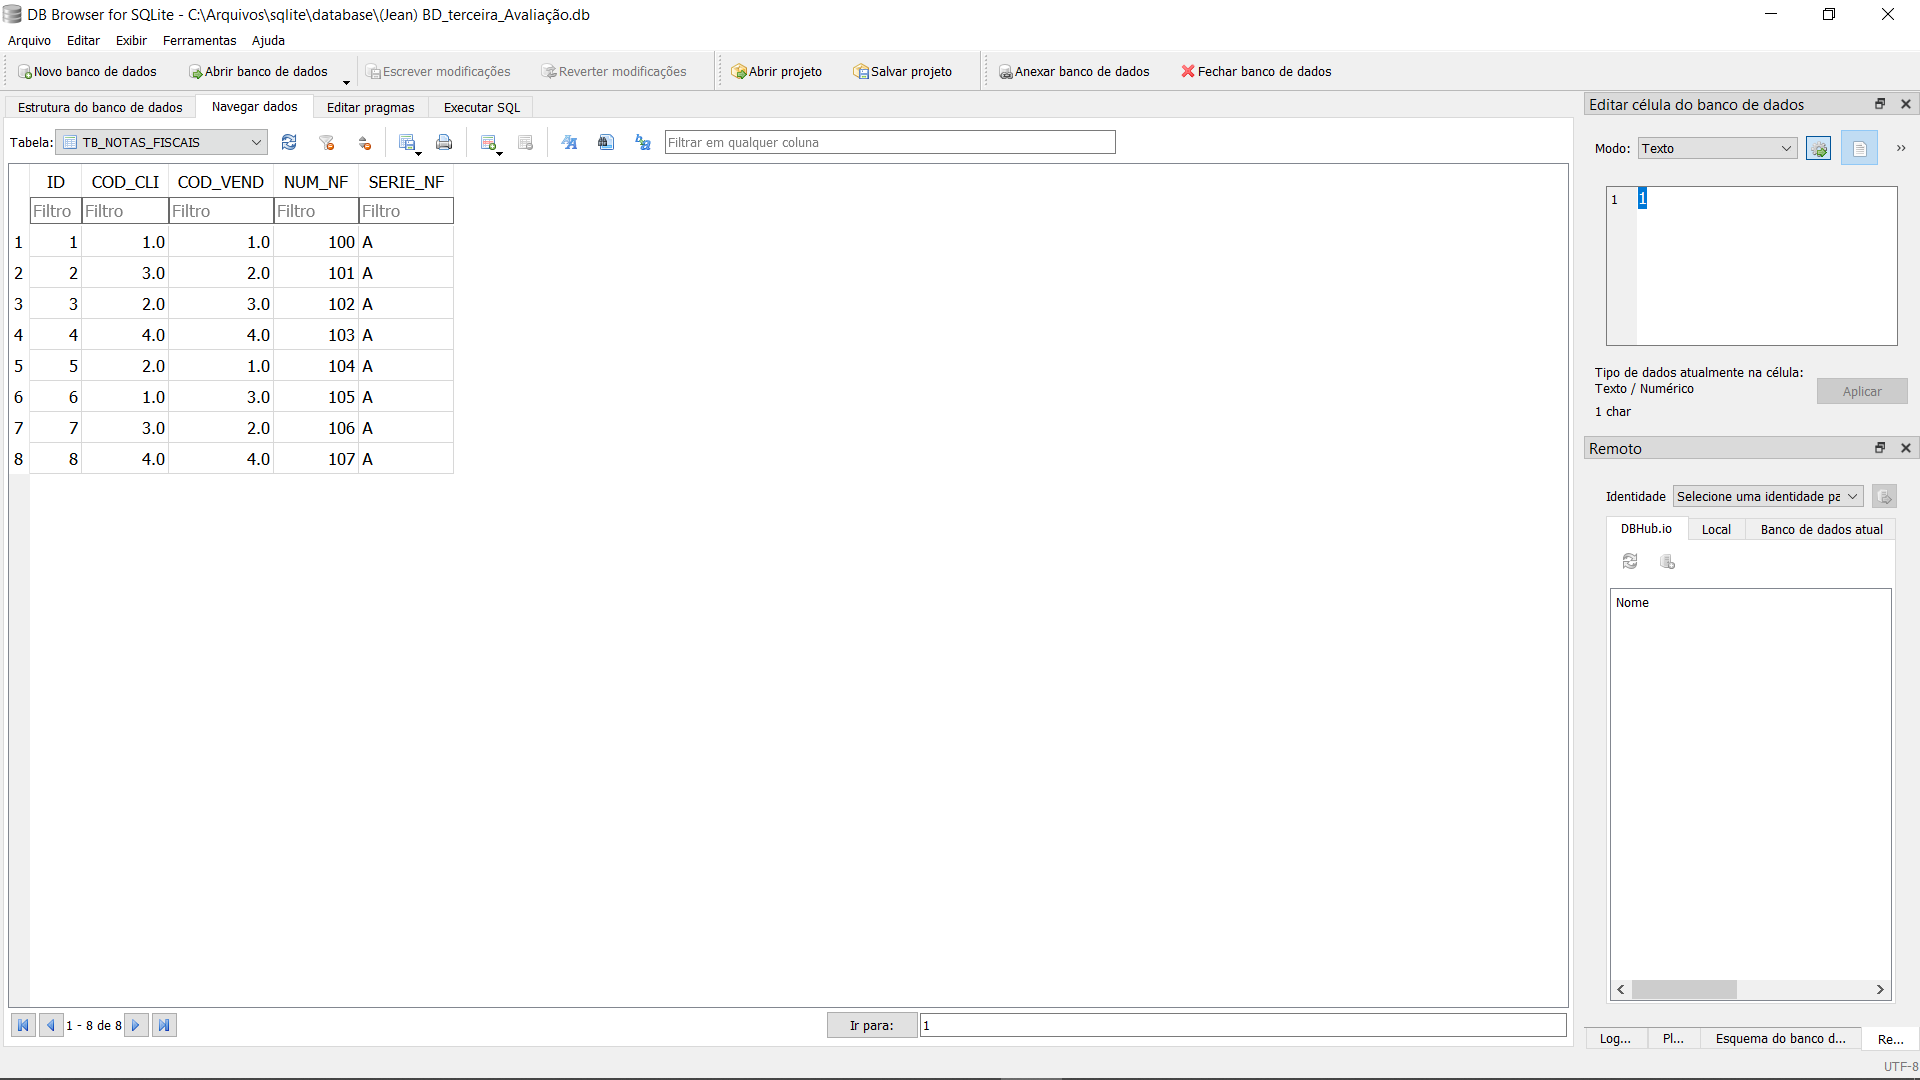 DB Browser for SQLite - C:\Arquivos\sqlite\database\(Jean) BD_terceira_Avaliação.db
Arquivo Editar Exibir Ferramentas Ajuda
Novo banco de dados Abrir banco de dados Escrever modificações Reverter modificações Abrir projeto Salvar projeto Anexar banco de dados Fechar banco de dados
Estrutura do banco de dados Navegar dados Editar pragmas Executar SQL
Tabela: TB_NOTAS_FISCAIS Filtrar em qualquer coluna
ID COD_CLI COD_VEND NUM_NF SERIE_NF
Filtro Filtro Filtro Filtro Filtro
1 1 1.0 1.0 100 A
2 2 3.0 2.0 101 A
3 3 2.0 3.0 102 A
4 4 4.0 4.0 103 A
5 5 2.0 1.0 104 A
6 6 1.0 3.0 105 A
7 7 3.0 2.0 106 A
8 8 4.0 4.0 107 A
1 - 8 de 8 Ir para: 1
Editar célula do banco de dados
Modo: Texto
1 1
Tipo de dados atualmente na célula:
Texto / Numérico
Aplicar
1 char
Remoto
Identidade Selecione uma identidade pa
DBHub.io Local Banco de dados atual
Nome
Log... Pl... Esquema do banco d... Re...
UTF-8